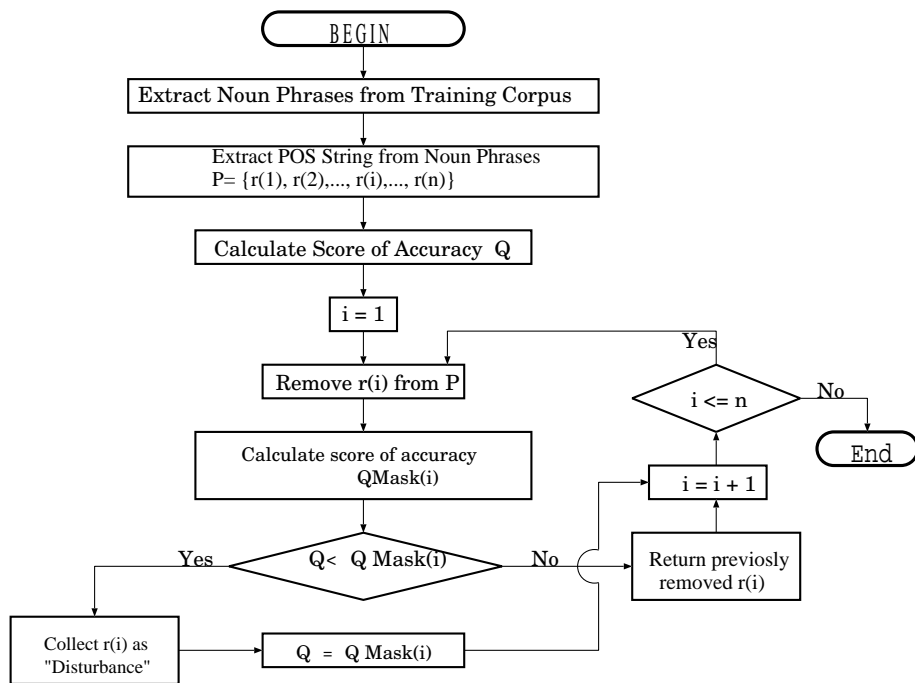 BEGIN
Extract Noun Phrases from Training Corpus
Extract POS String from Noun Phrases
P= {r(1), r(2),..., r(i),..., r(n)}
Calculate Score of Accuracy Q
i = 1
Yes
Remove r(i) from P
i <= n
No
End
Calculate score of accuracy
QMask(i)
i = i + 1
Yes
Q< Q Mask(i)
No
Return previosly
removed r(i)
Collect r(i) as
"Disturbance"
Q = Q Mask(i)